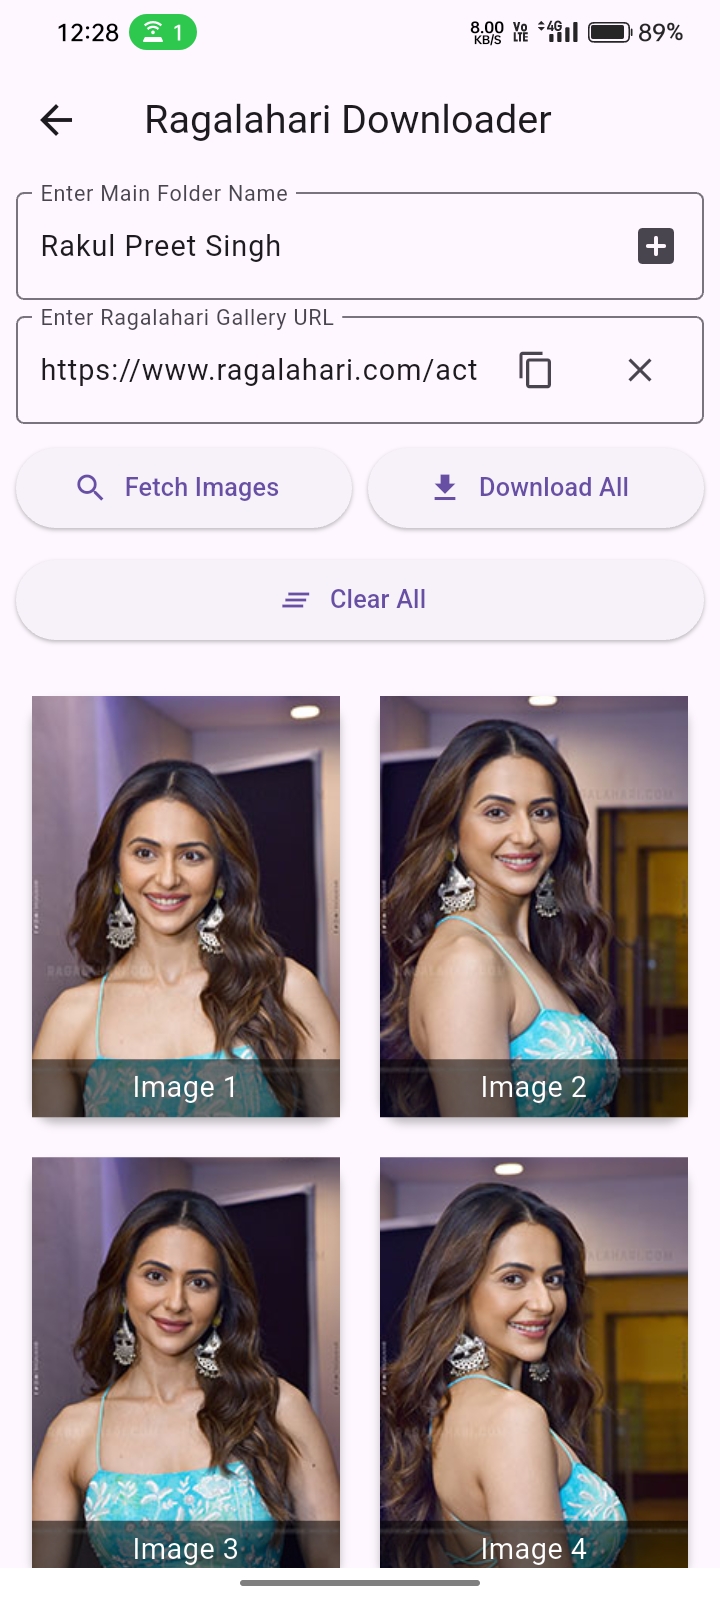 12:28 1 8.00 KB/S Vo LTE 4G 89%
Ragalahari Downloader
Enter Main Folder Name
Rakul Preet Singh
Enter Ragalahari Gallery URL
https://www.ragalahari.com/act
Fetch Images Download All
Clear All
RAGALAHARI.COM
Image 1 Image 2
Image 3 Image 4